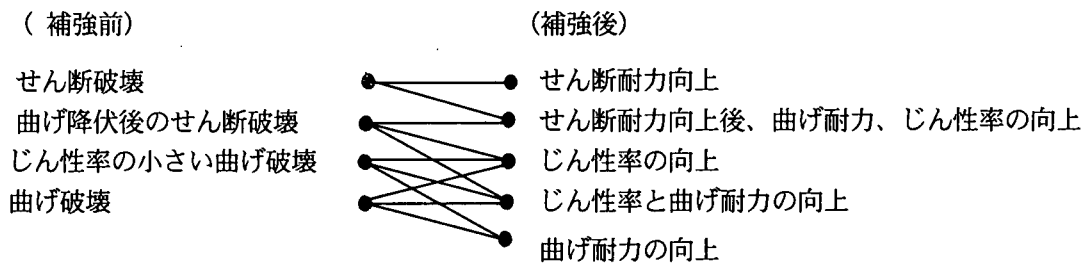 （ 補強前）
（補強後）
せん断破壊
せん断耐力向上
曲げ降伏後のせん断破壊
せん断耐力向上後、曲げ耐力、じん性率の向上
じん性率の小さい曲げ破壊
じん性率の向上
曲げ破壊
じん性率と曲げ耐力の向上
曲げ耐力の向上